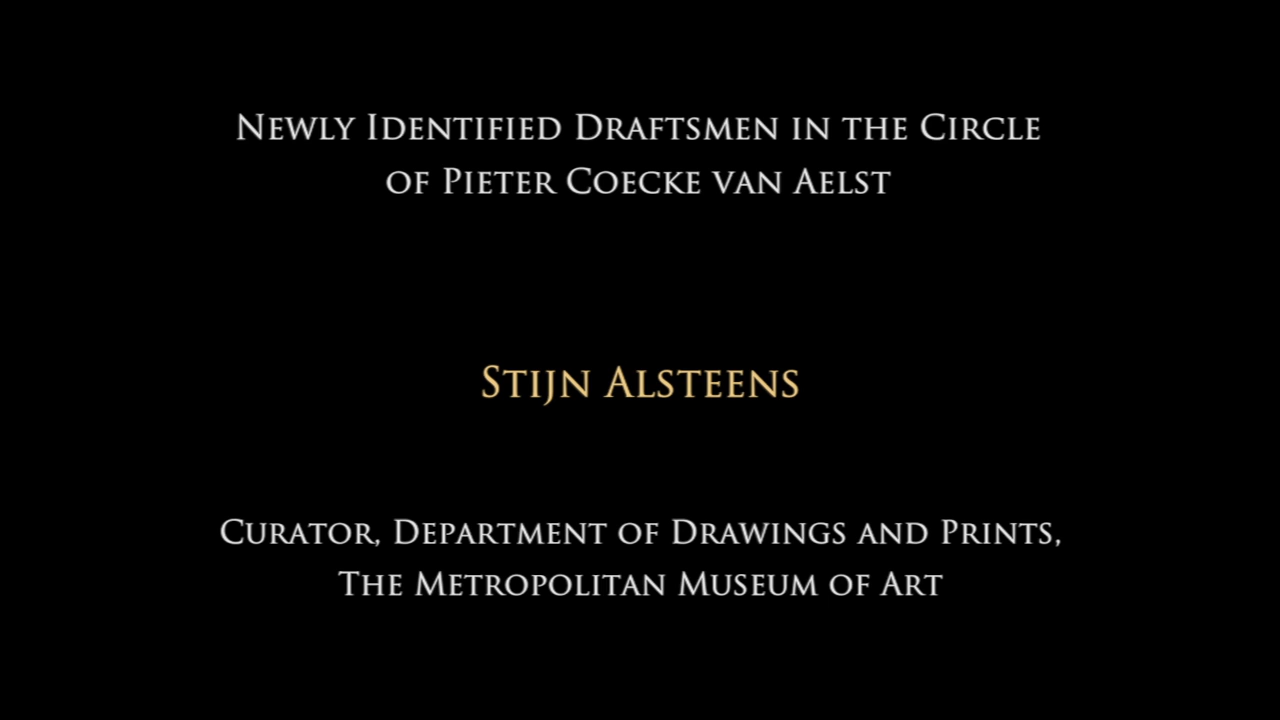 Newly Identified Draftsmen in the Circle
of Pieter Coecke van Aelst
Stijn Alsteens
Curator, Department of Drawings and Prints,
The Metropolitan Museum of Art